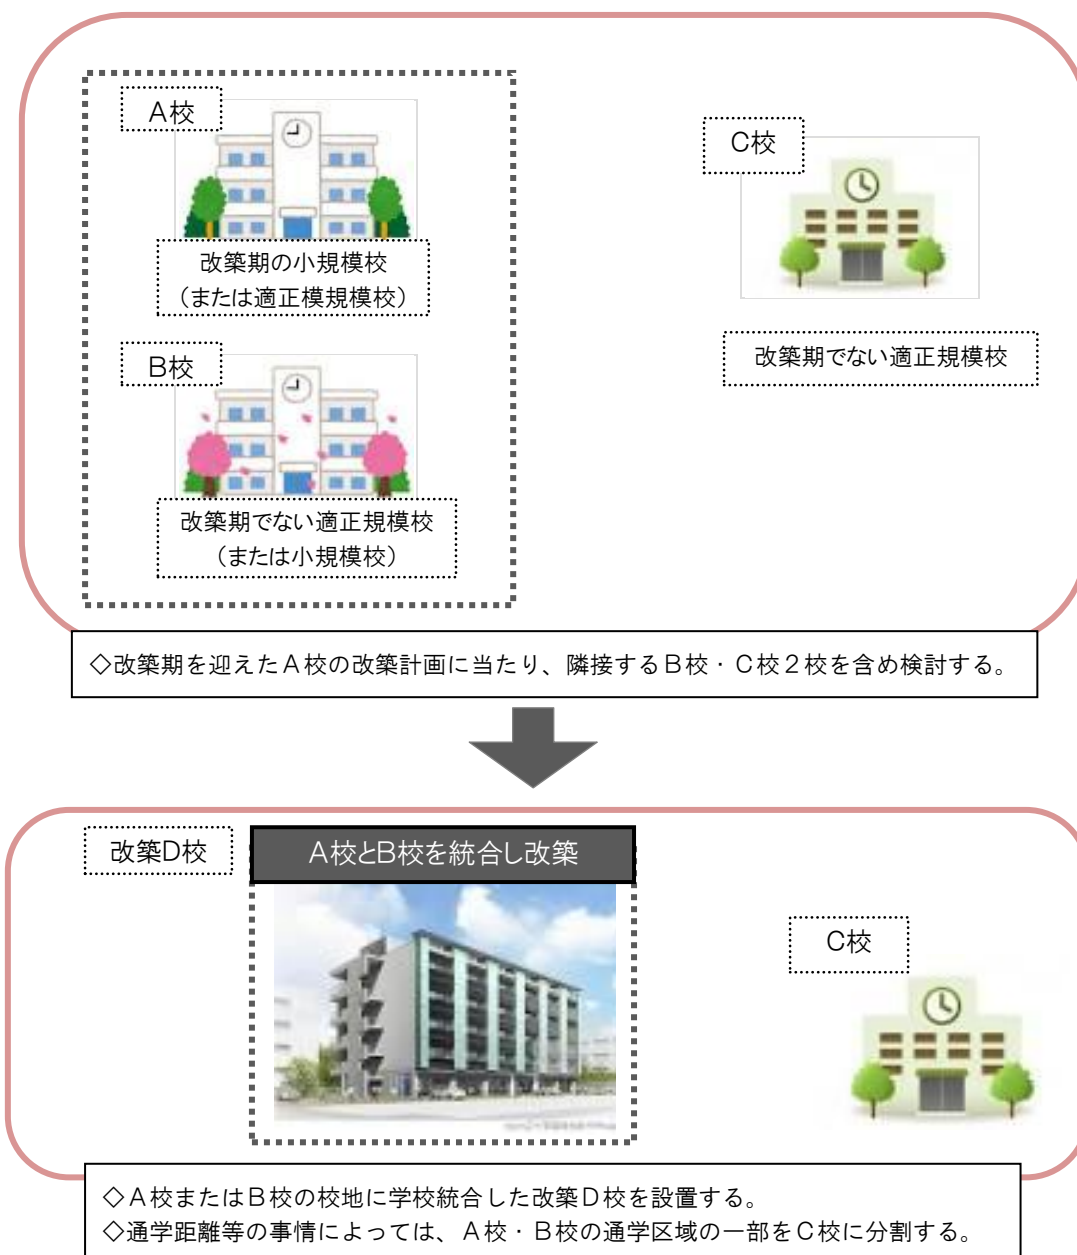 A校
改築期の小規模校
（または適正模規模校）
B校
改築期でない適正規模校
（または小規模校）
C校
改築期でない適正規模校
◇改築期を迎えたA校の改築計画に当たり、隣接するB校・C校２校を含め検討する。
改築D校
A校とB校を統合し改築
C校
◇A校またはB校の校地に学校統合した改築D校を設置する。
◇通学距離等の事情によっては、A校・B校の通学区域の一部をC校に分割する。